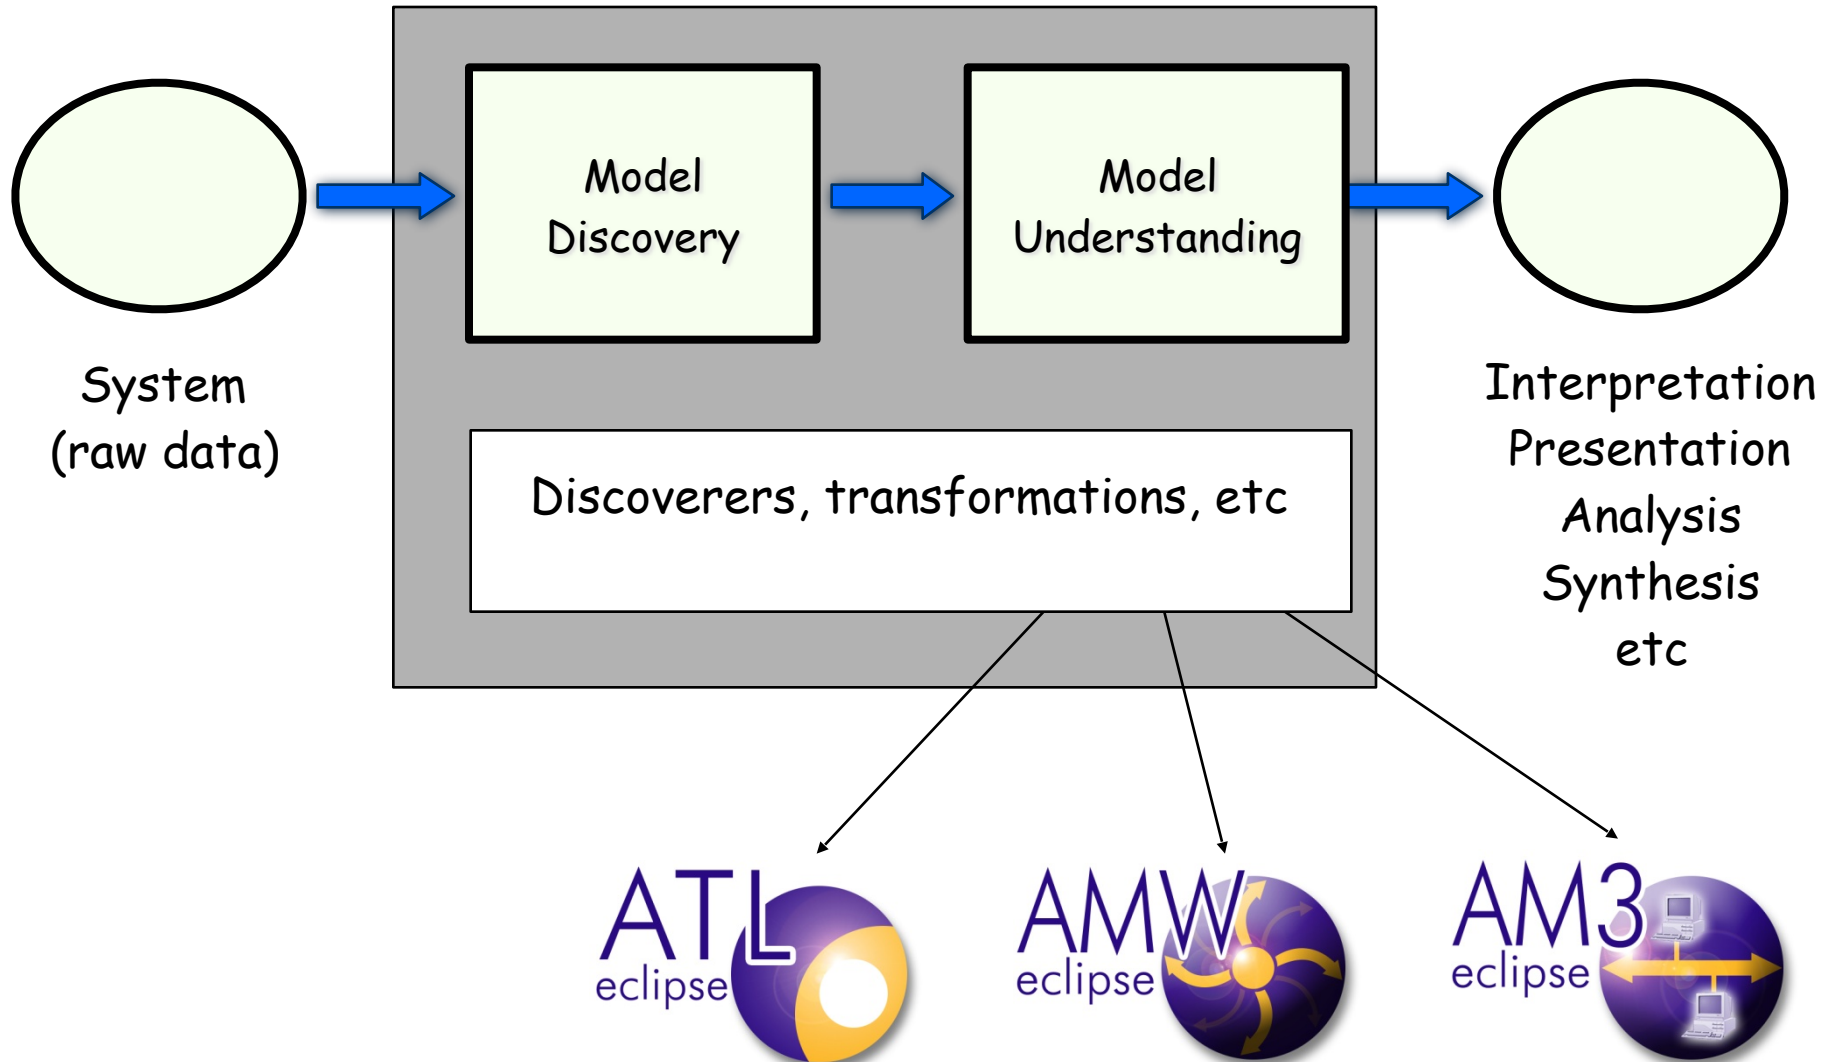 Model
Discovery
Model
Understanding
System
(raw data)
Interpretation
Presentation
Analysis
Synthesis
etc
Discoverers, transformations, etc
ATL
eclipse
AMW
eclipse
AM3
eclipse